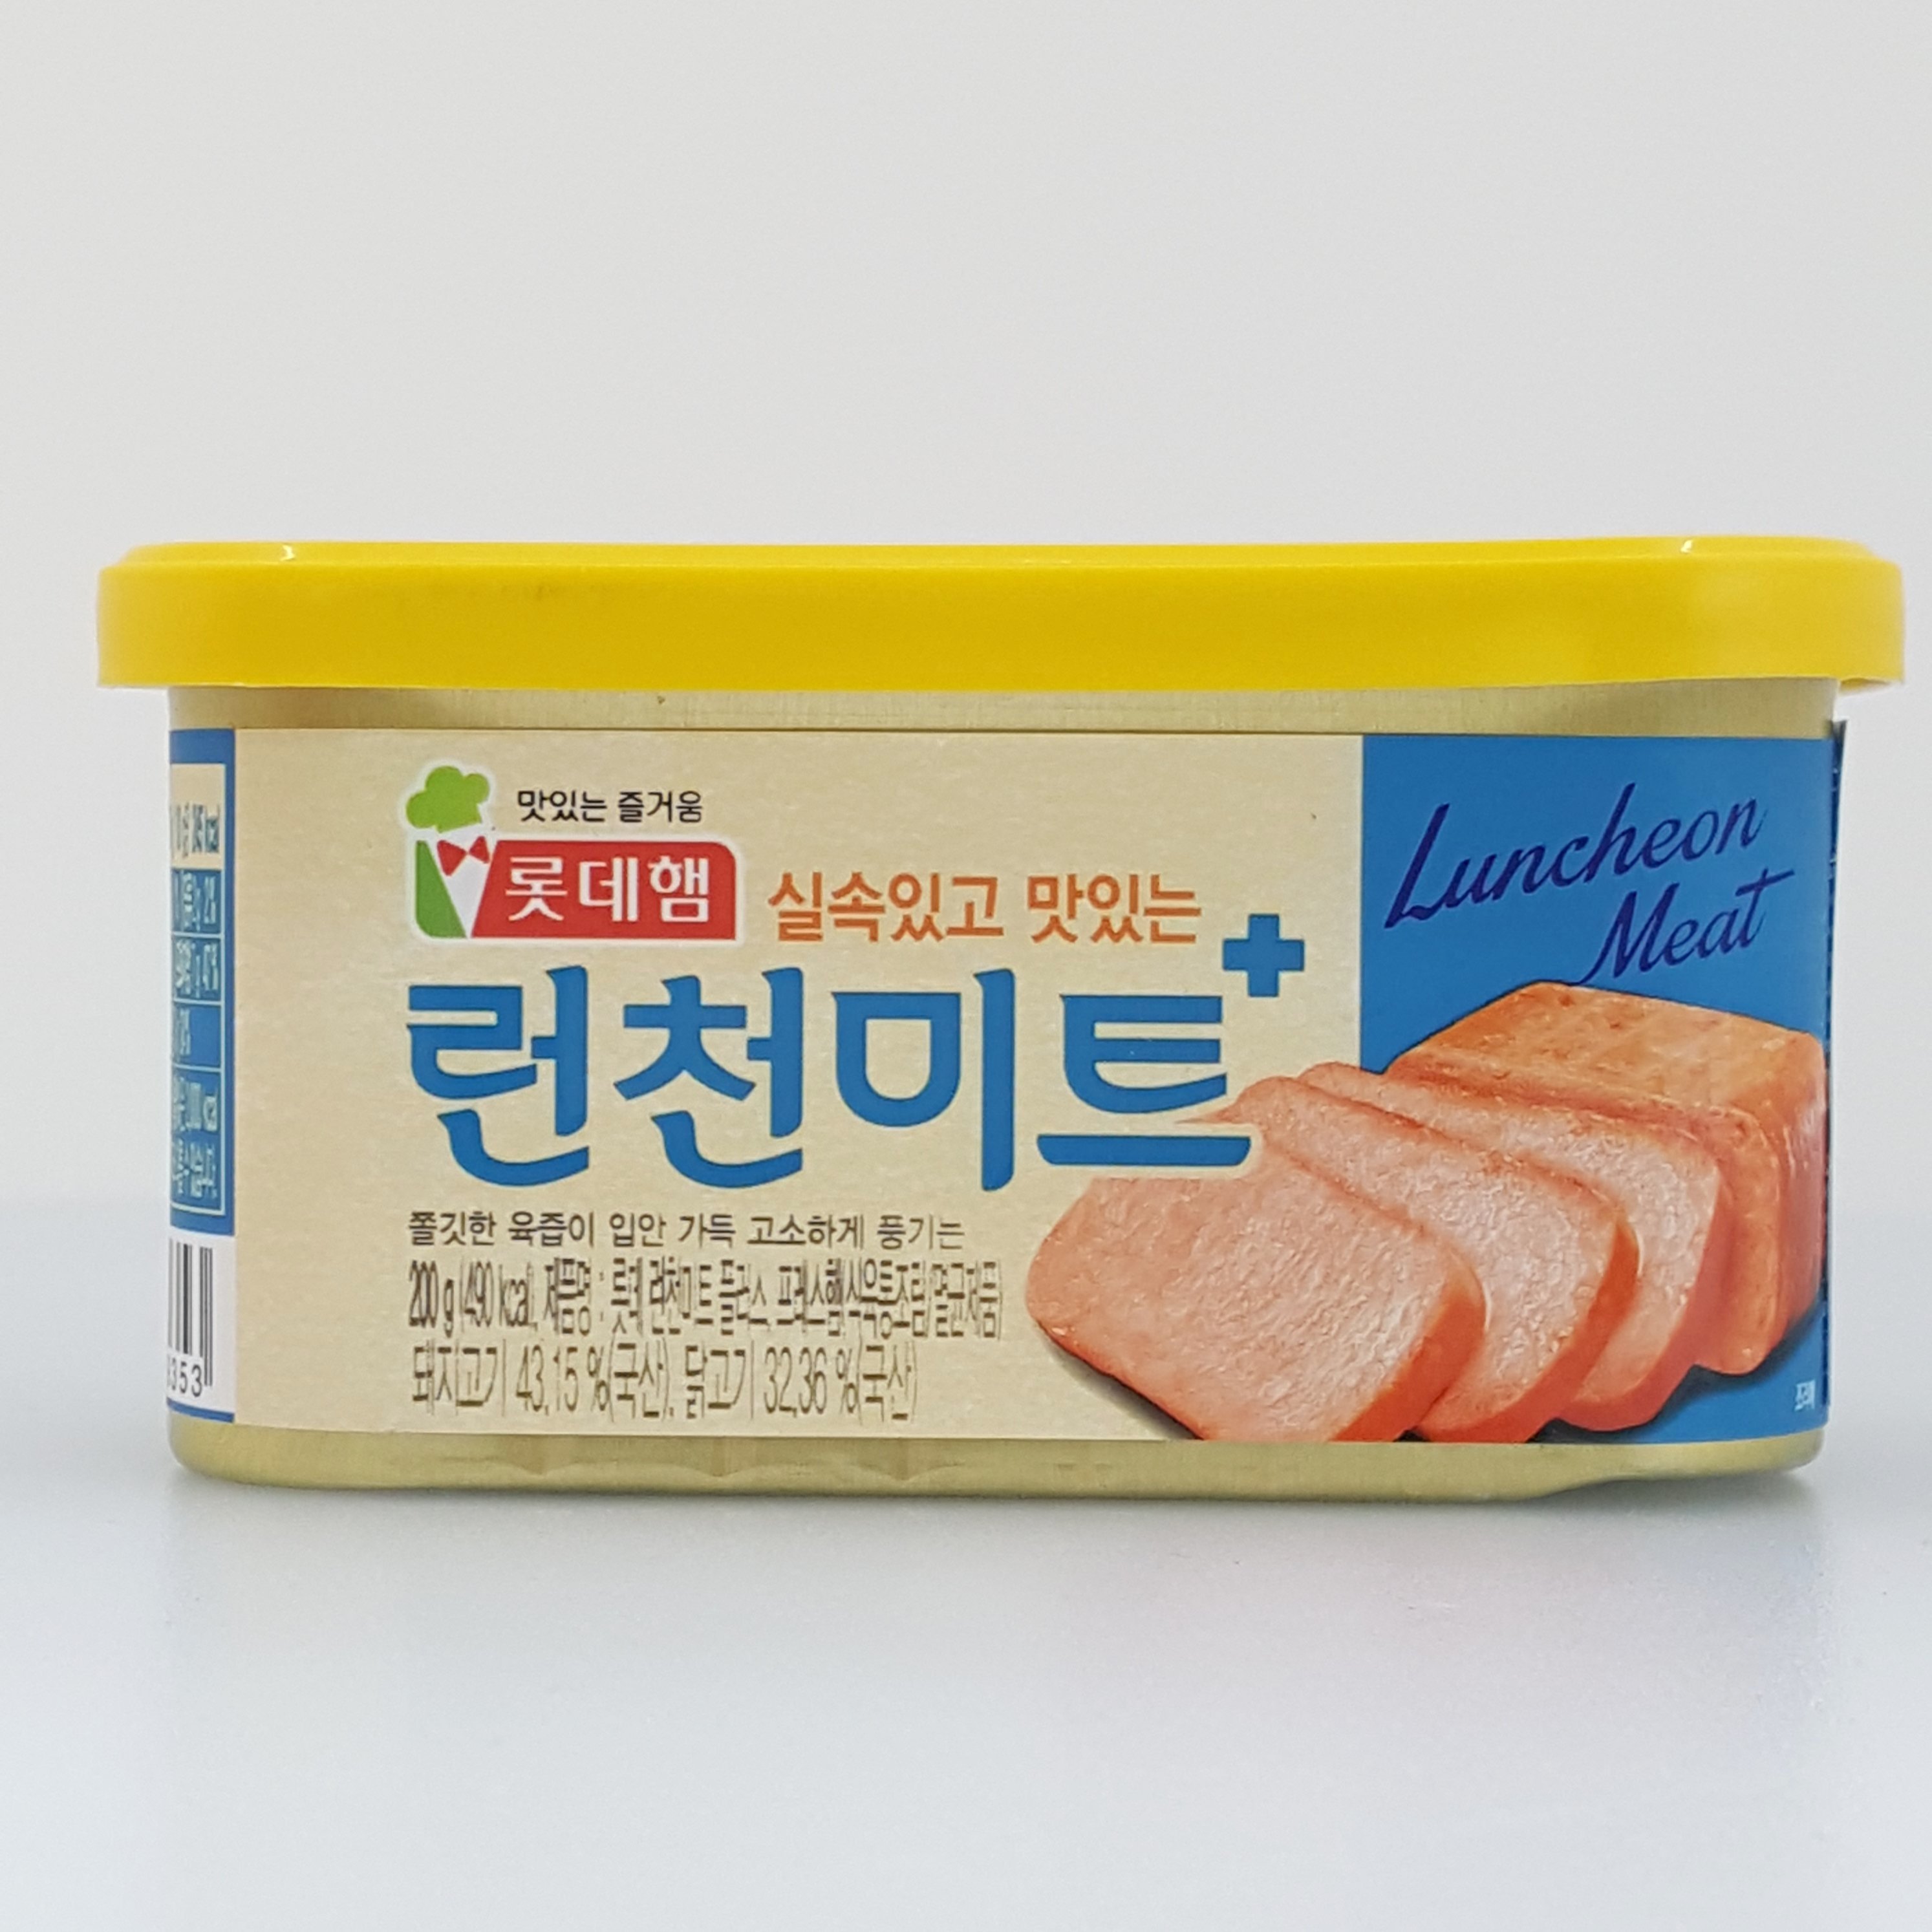 맛있는 즐거움
롯데햄
실속있고 맛있는
런천미트+
Luncheon
Meat
쫄깃한 육즙이 입안 가득 고소하게 풍기는
200 g (490 kcal), 제품명 : 롯데 런천미트 플러스, 프레스햄,식육통조림(멸균제품)
돼지고기 43.15 %(국산), 닭고기 32.36 %(국산)
조리예
353